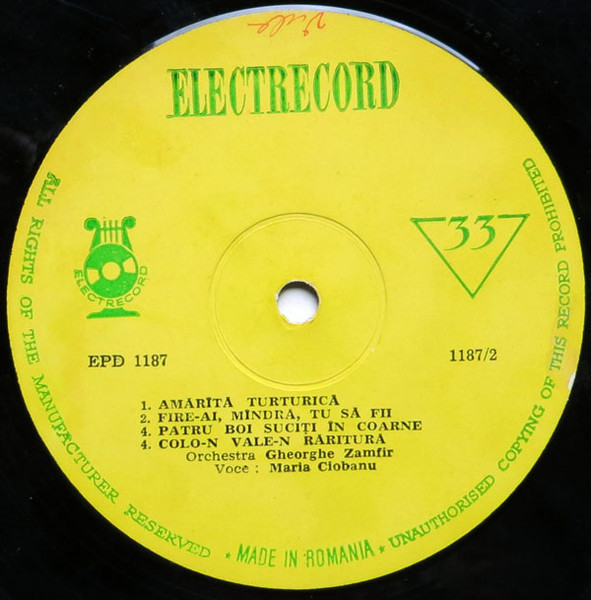 Vida
ELECTRECORD
ELECTRECORD
33
EPD 1187
1187/2
1. AMĂRÎTĂ TURTURICĂ
2. FIRE-AI, MÎNDRĂ, TU SĂ FII
4. PATRU BOI SUCIȚI ÎN COARNE
4. COLO-N VALE-N RĂRITURĂ
Orchestra Gheorghe Zamfir
Voce : Maria Ciobanu
ALL RIGHTS OF THE MANUFACTURER RESERVED * MADE IN ROMANIA * UNAUTHORISED COPYING OF THIS RECORD PROHIBITED